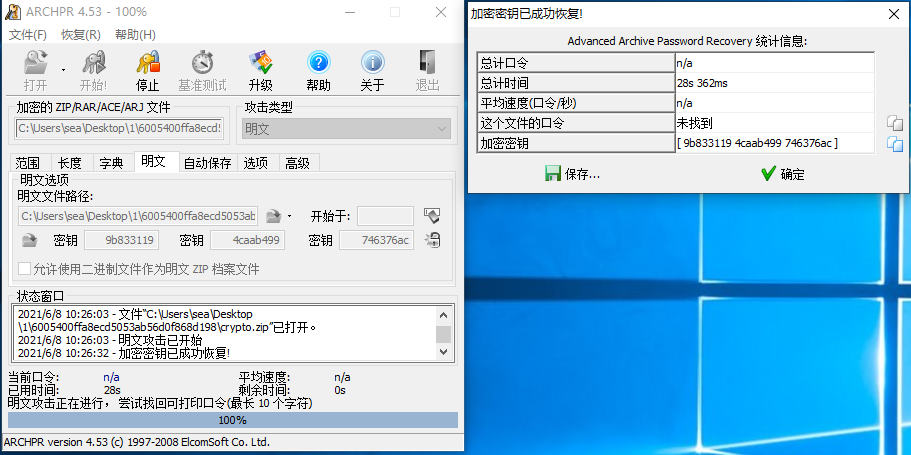 ARCHPR 4.53 - 100%
文件(F) 恢复(R) 帮助(H)
打开 开始! 停止 基准测试 升级 帮助 关于 退出
加密的 ZIP/RAR/ACE/ARJ 文件 攻击类型
C:\Users\sea\Desktop\1\6005400ffa8ecd5 明文
范围 长度 字典 明文 自动保存 选项 高级
明文选项
明文文件路径:
C:\Users\sea\Desktop\1\6005400ffa8ecd5053ab 开始于:
密钥 9b833119 密钥 4caab499 密钥 746376ac
允许使用二进制文件作为明文 ZIP 档案文件
状态窗口
2021/6/8 10:26:03 - 文件“C:\Users\sea\Desktop
\1\6005400ffa8ecd5053ab56d0f868d198\crypto.zip”已打开。
2021/6/8 10:26:03 - 明文攻击已开始
2021/6/8 10:26:32 - 加密密钥已成功恢复!
当前口令: n/a 平均速度: n/a
已用时间: 28s 剩余时间: 0s
明文攻击正在进行，尝试找回可打印口令(最长 10 个字符)
100%
ARCHPR version 4.53 (c) 1997-2008 ElcomSoft Co. Ltd.
加密密钥已成功恢复!
Advanced Archive Password Recovery 统计信息:
总计口令 n/a
总计时间 28s 362ms
平均速度(口令/秒) n/a
这个文件的口令 未找到
加密密钥 [ 9b833119 4caab499 746376ac ]
保存... 确定